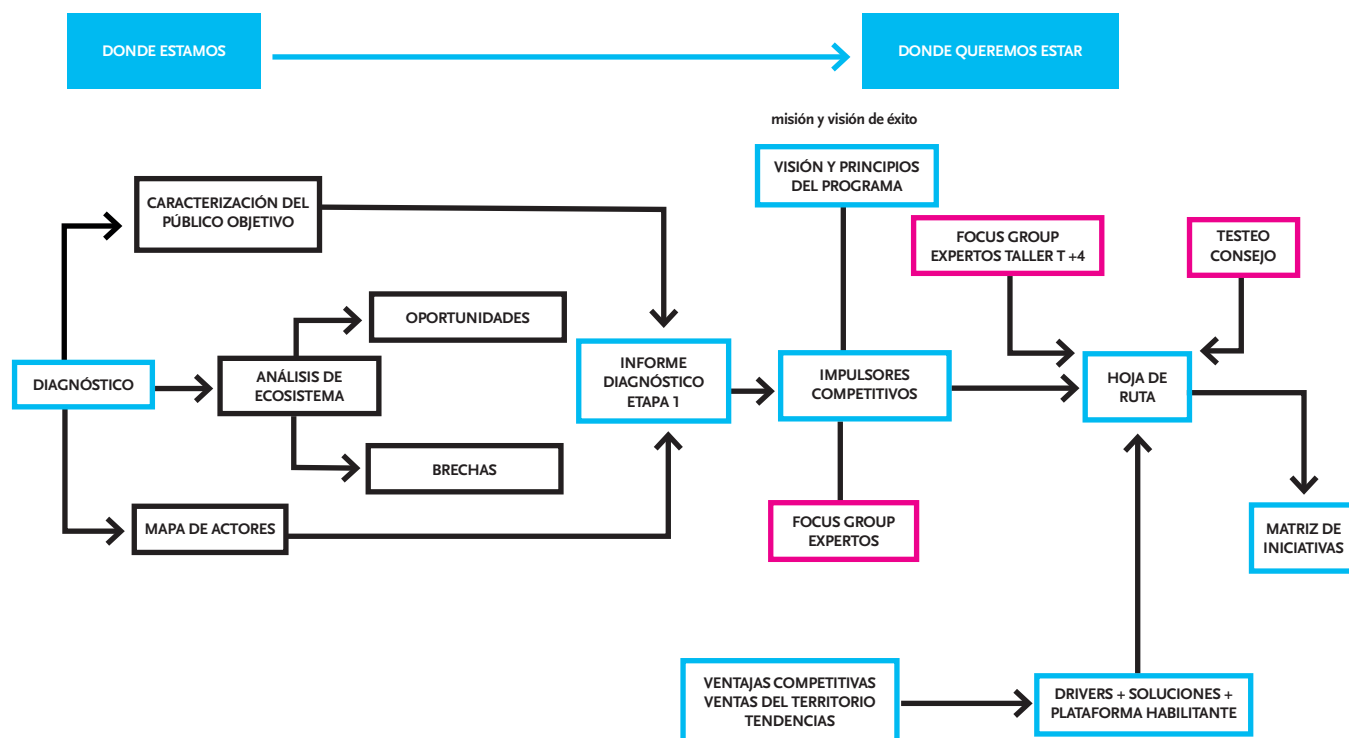 DONDE ESTAMOS
DONDE QUEREMOS ESTAR
misión y visión de éxito
VISIÓN Y PRINCIPIOS
DEL PROGRAMA
CARACTERIZACIÓN DEL
PÚBLICO OBJETIVO
FOCUS GROUP
EXPERTOS TALLER T +4
TESTEO
CONSEJO
OPORTUNIDADES
DIAGNÓSTICO
ANÁLISIS DE
ECOSISTEMA
INFORME
DIAGNÓSTICO
ETAPA 1
IMPULSORES
COMPETITIVOS
HOJA DE
RUTA
BRECHAS
MAPA DE ACTORES
FOCUS GROUP
EXPERTOS
MATRIZ DE
INICIATIVAS
VENTAJAS COMPETITIVAS
VENTAS DEL TERRITORIO
TENDENCIAS
DRIVERS + SOLUCIONES +
PLATAFORMA HABILITANTE